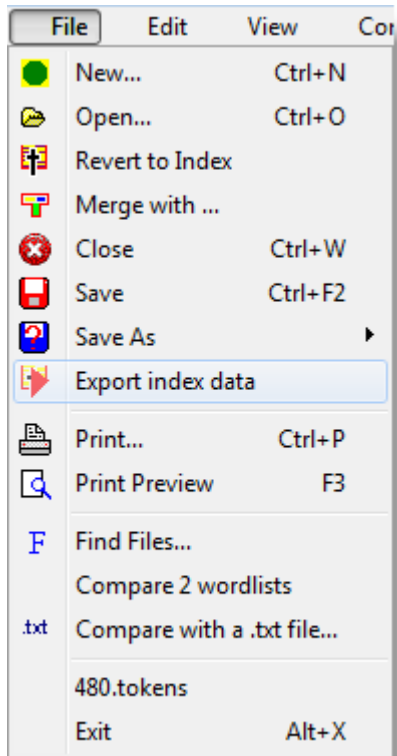 File Edit View Cor
New... Ctrl+N
Open... Ctrl+O
Revert to Index
Merge with ...
Close Ctrl+W
Save Ctrl+F2
Save As
Export index data
Print... Ctrl+P
Print Preview F3
F Find Files...
Compare 2 wordlists
.txt Compare with a .txt file...
480.tokens
Exit Alt+X